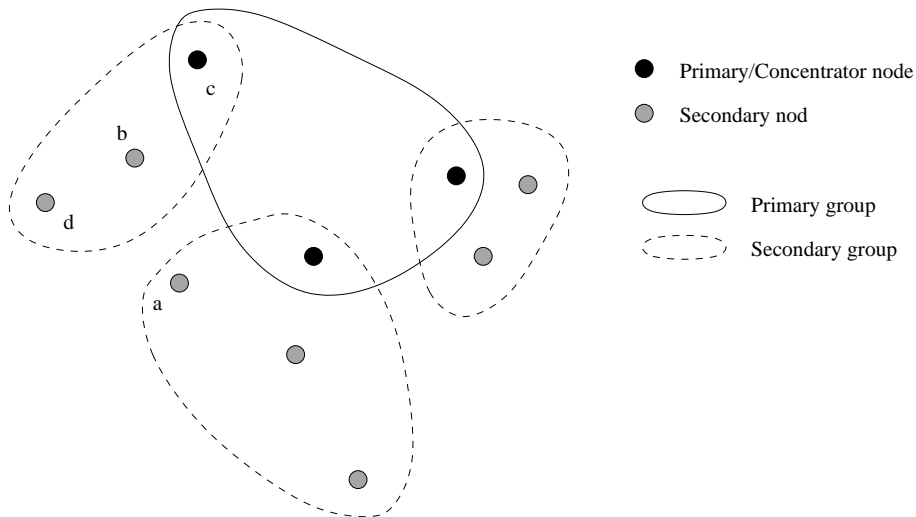 c
b
d
a
Primary/Concentrator node
Secondary nod
Primary group
Secondary group